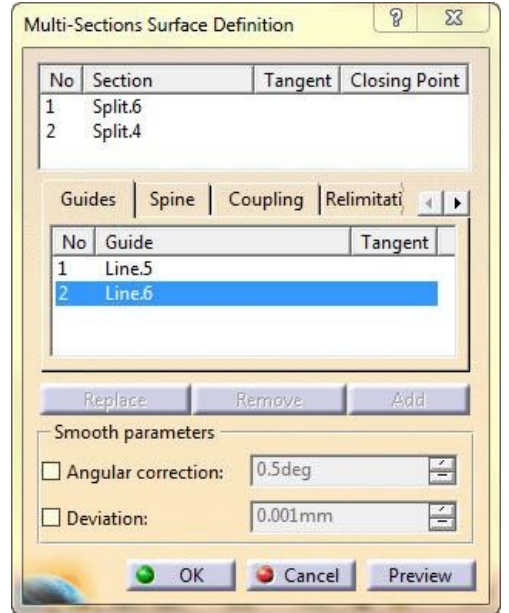 Multi-Sections Surface Definition
No Section Tangent Closing Point
1 Split.6
2 Split.4
Guides Spine Coupling Relimitati
No Guide Tangent
1 Line.5
2 Line.6
Replace Remove Add
Smooth parameters
Angular correction: 0.5deg
Deviation: 0.001mm
OK Cancel Preview